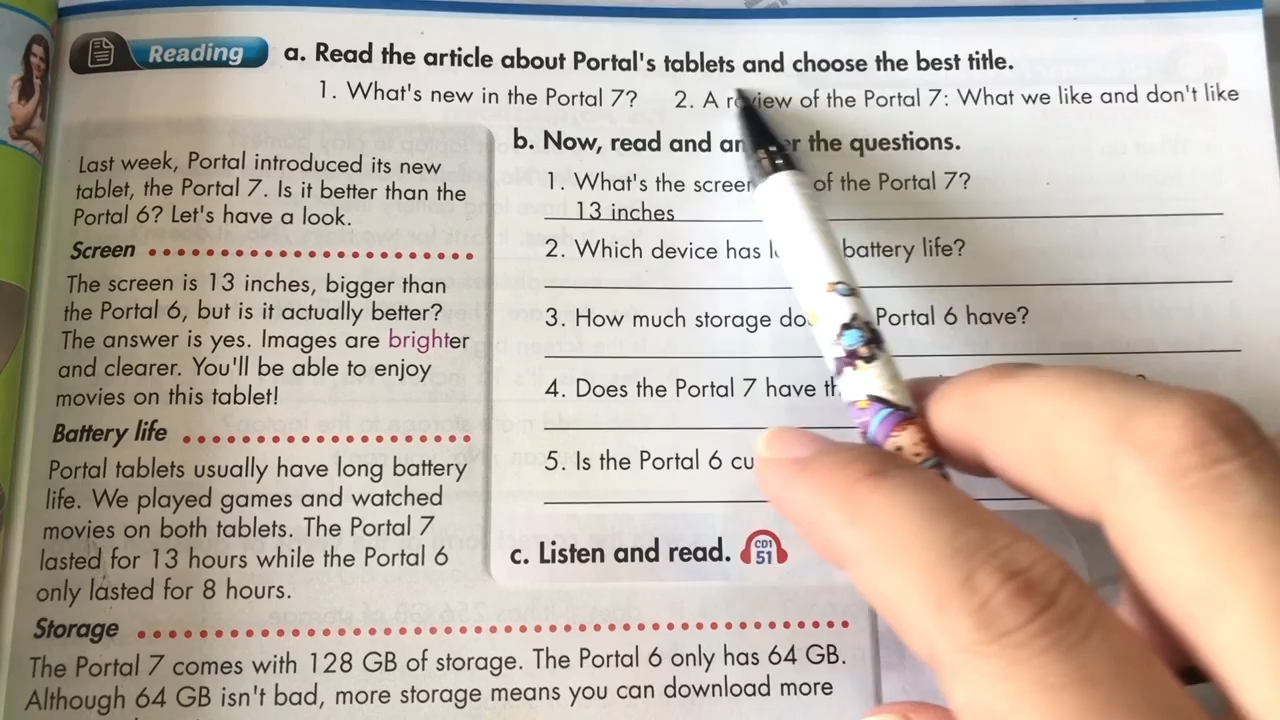 Reading
a. Read the article about Portal's tablets and choose the best title.
1. What's new in the Portal 7? 2. A review of the Portal 7: What we like and don't like
Last week, Portal introduced its new
tablet, the Portal 7. Is it better than the
Portal 6? Let's have a look.
Screen
The screen is 13 inches, bigger than
the Portal 6, but is it actually better?
The answer is yes. Images are brighter
and clearer. You'll be able to enjoy
movies on this tablet!
Battery life
Portal tablets usually have long battery
life. We played games and watched
movies on both tablets. The Portal 7
lasted for 13 hours while the Portal 6
only lasted for 8 hours.
Storage
The Portal 7 comes with 128 GB of storage. The Portal 6 only has 64 GB.
Although 64 GB isn't bad, more storage means you can download more
b. Now, read and answer the questions.
1. What's the screen of the Portal 7?
13 inches
2. Which device has battery life?
3. How much storage Portal 6 have?
4. Does the Portal 7 have
5. Is the Portal 6
c. Listen and read.
CD1
51